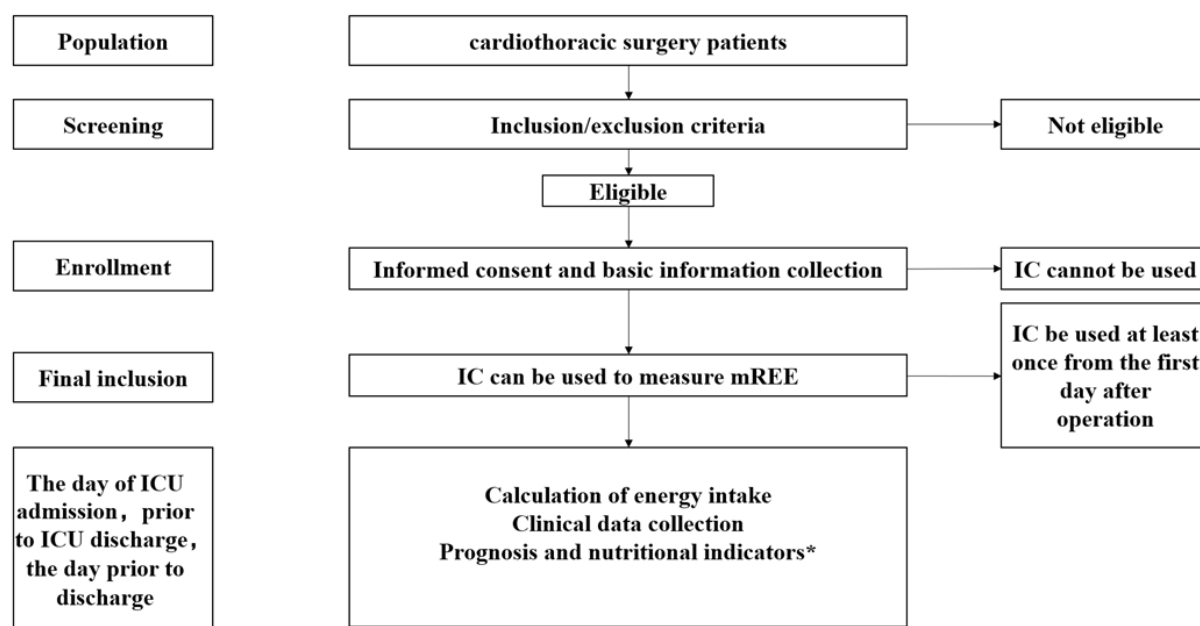 Population
cardiothoracic surgery patients
Screening
Inclusion/exclusion criteria
Not eligible
Eligible
Enrollment
Informed consent and basic information collection
IC cannot be used
Final inclusion
IC can be used to measure mREE
IC be used at least
once from the first
day after
operation
The day of ICU
admission，prior
to ICU discharge，
the day prior to
discharge
Calculation of energy intake
Clinical data collection
Prognosis and nutritional indicators*